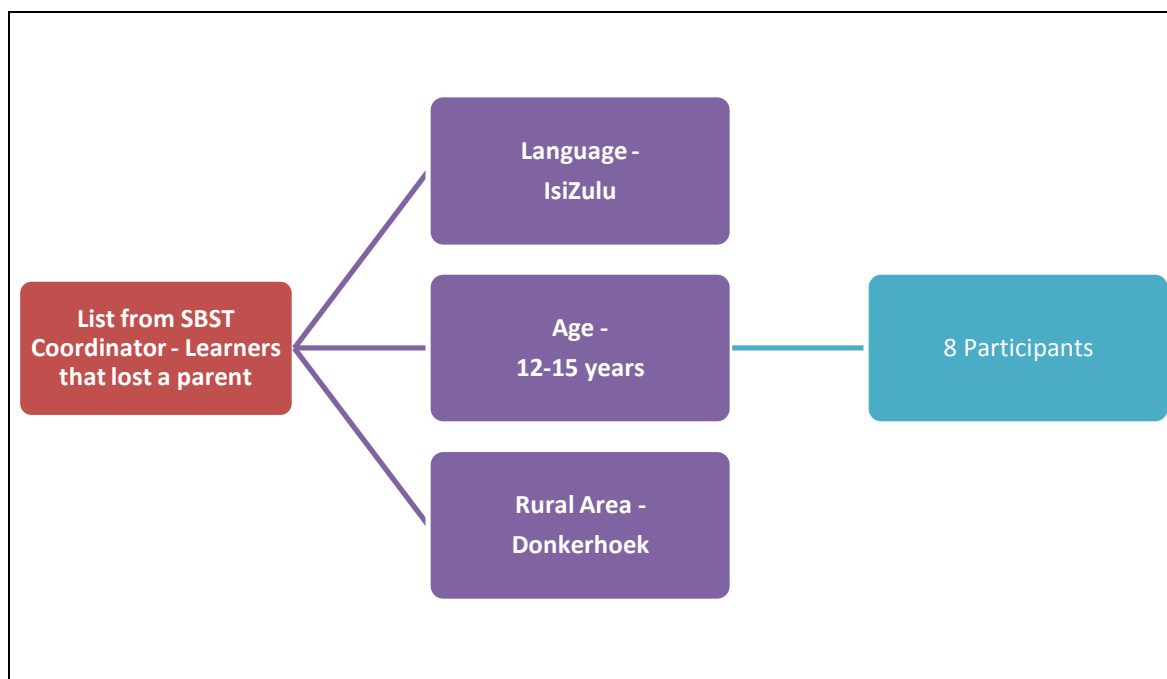 Language -
IsiZulu
List from SBST
Coordinator - Learners
that lost a parent
Age -
12-15 years
8 Participants
Rural Area -
Donkerhoek